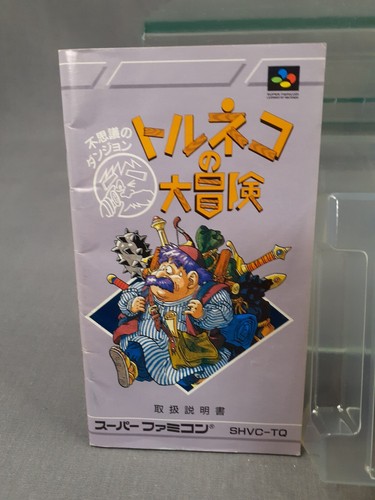 不思議の
ダンジョン
トルネコ
の
大冒険
取扱説明書
スーパーファミコン®
SHVC-TQ